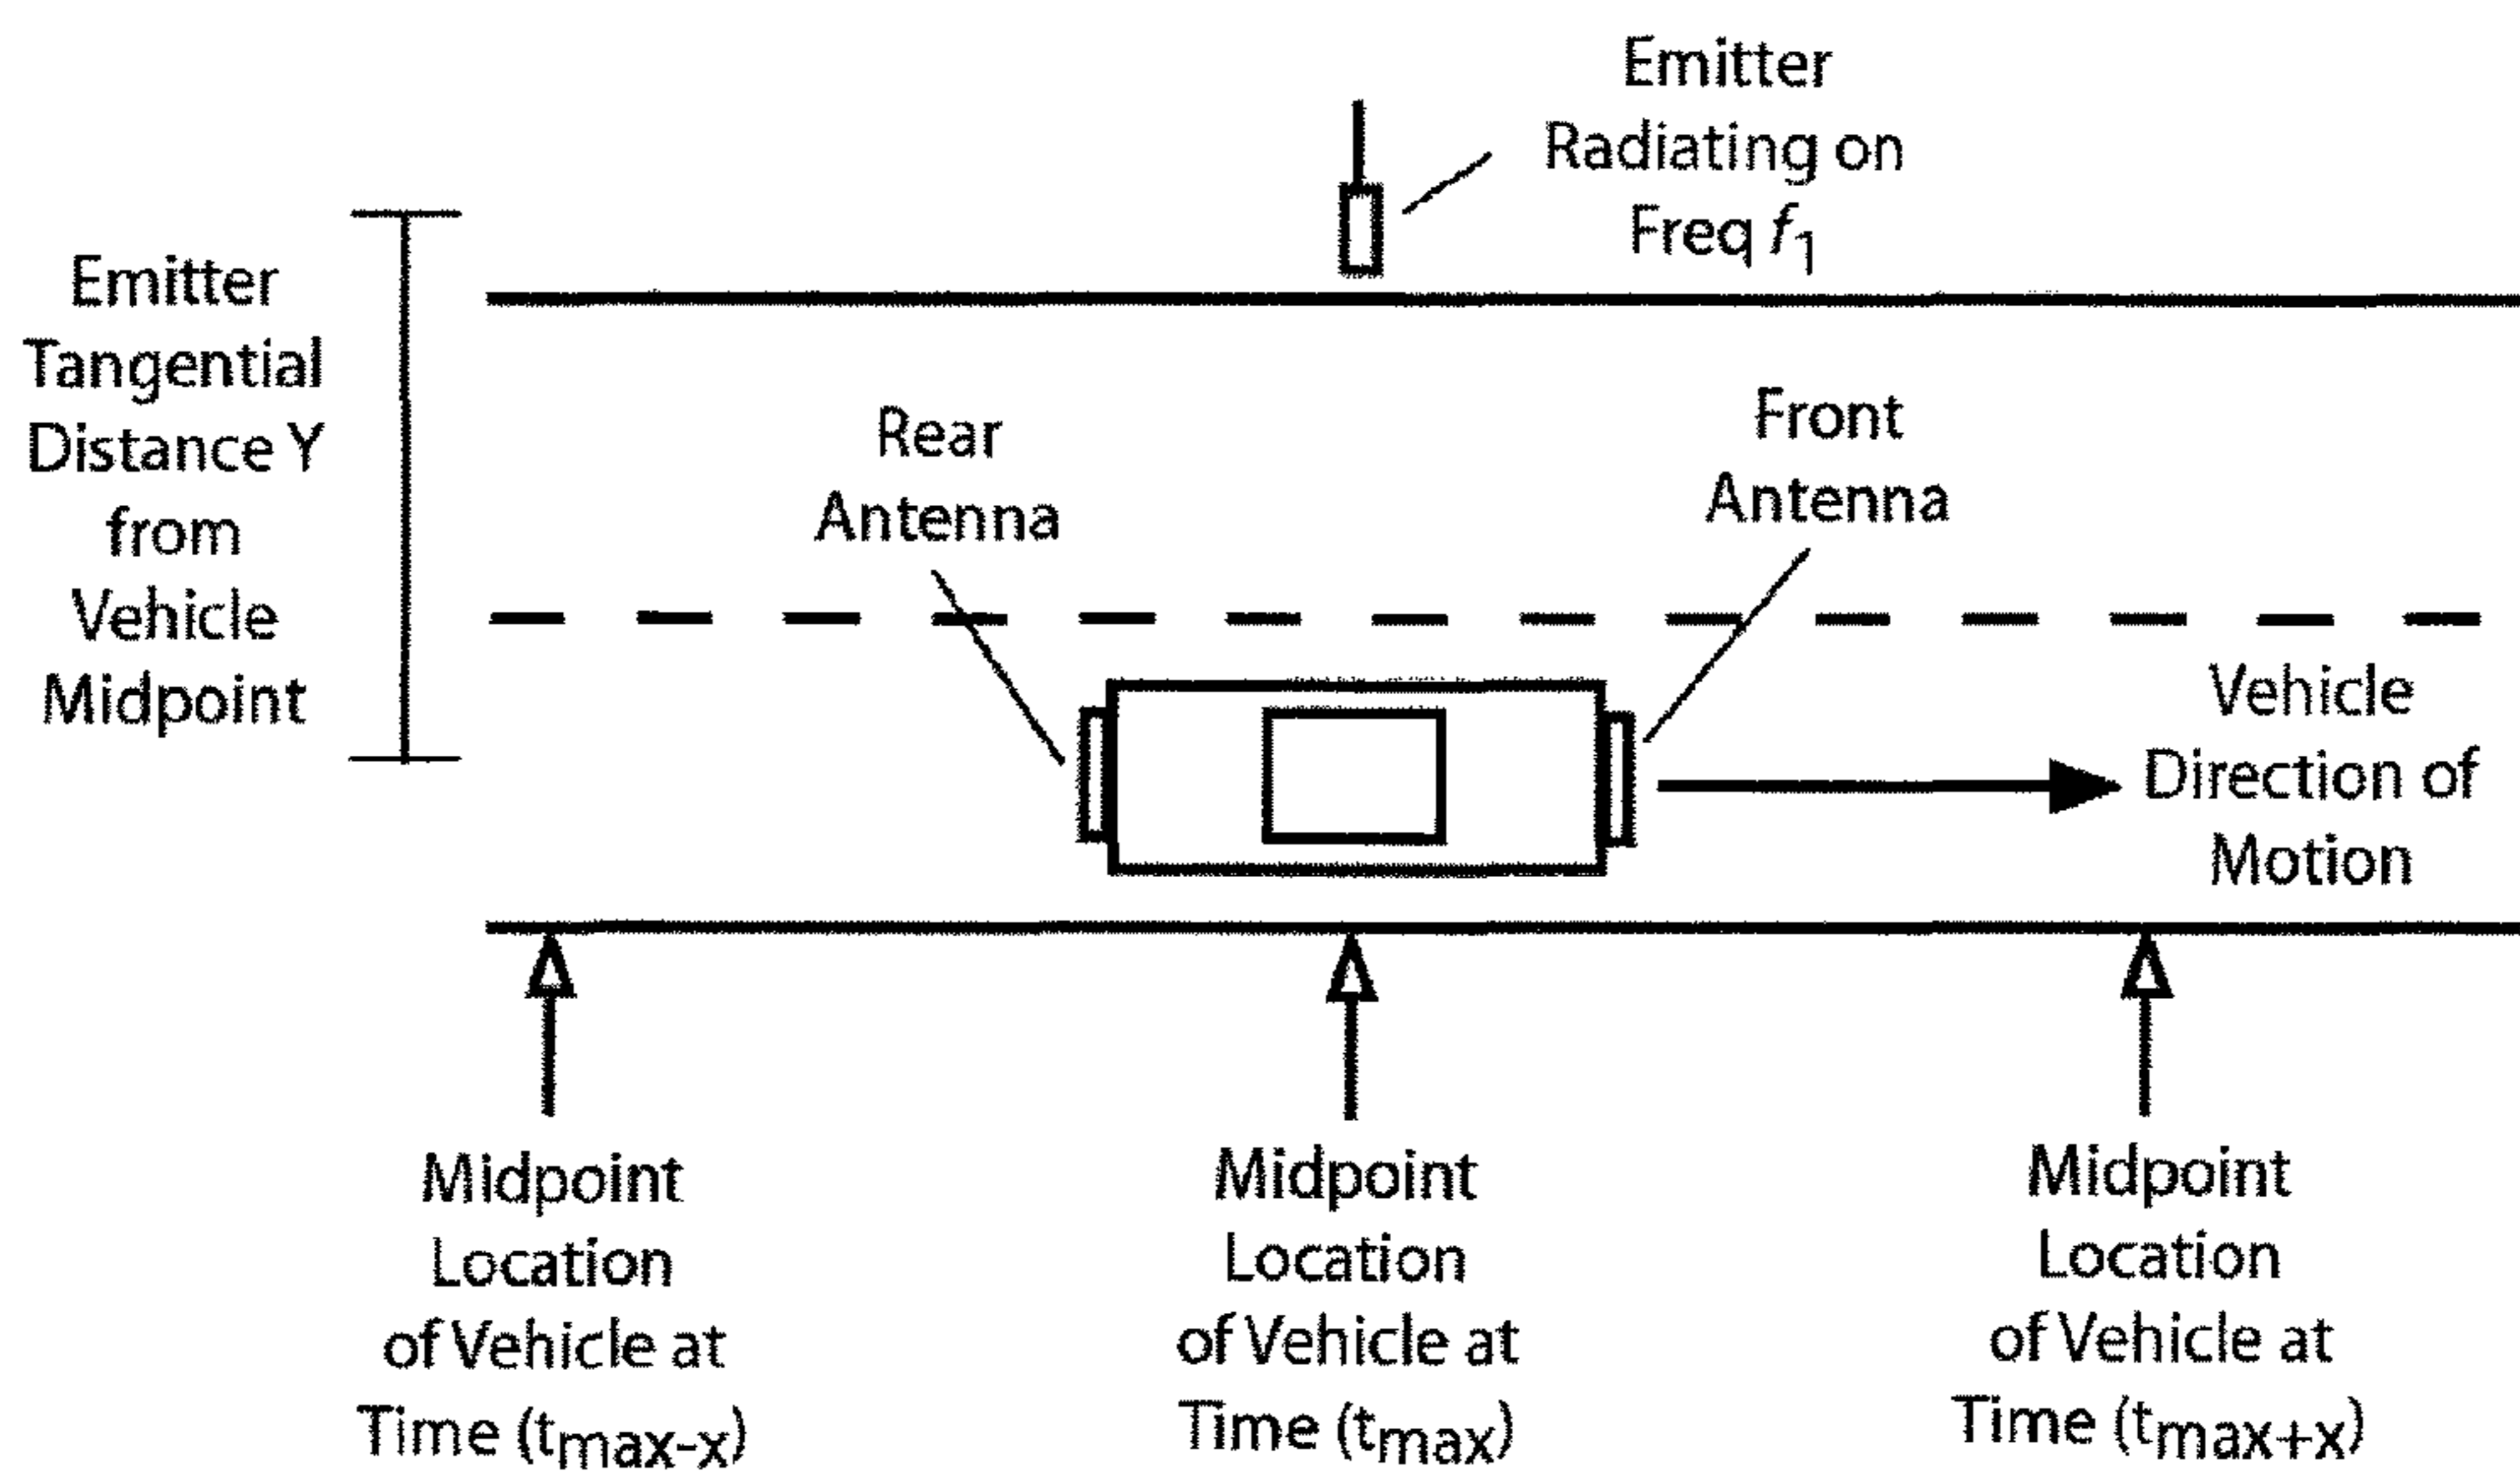 Emitter
Radiating on
Freq f1
Emitter
Tangential
Distance Y
from
Vehicle
Midpoint
Rear
Antenna
Front
Antenna
Vehicle
Direction of
Motion
Midpoint
Location
of Vehicle at
Time (tmax-x)
Midpoint
Location
of Vehicle at
Time (tmax)
Midpoint
Location
of Vehicle at
Time (tmax+x)